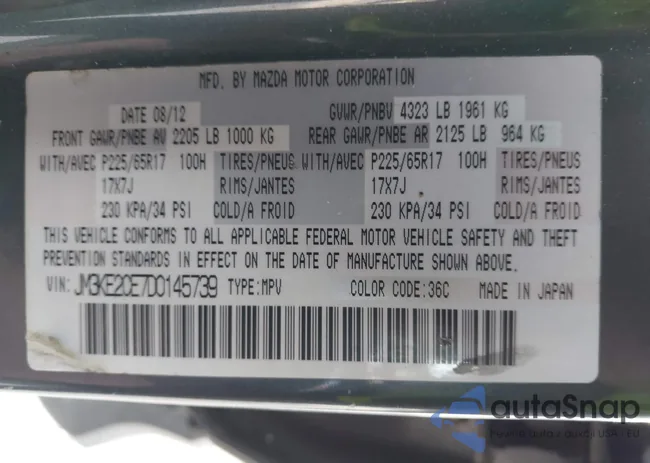 MFD. BY MAZDA MOTOR CORPORATION
DATE 08/12 GVWR/PNBV 4323 LB 1961 KG
FRONT GAWR/PNBE AV 2205 LB 1000 KG REAR GAWR/PNBE AR 2125 LB 964 KG
WITH/AVEC P225/65R17 100H TIRES/PNEUS WITH/AVEC P225/65R17 100H TIRES/PNEUS
17X7J RIMS/JANTES 17X7J RIMS/JANTES
230 KPA/34 PSI COLD/A FROID 230 KPA/34 PSI COLD/A FROID
THIS VEHICLE CONFORMS TO ALL APPLICABLE FEDERAL MOTOR VEHICLE SAFETY AND THEFT
PREVENTION STANDARDS IN EFFECT ON THE DATE OF MANUFACTURE SHOWN ABOVE.
VIN: JM3KE2CE7D0145739 TYPE:MPV COLOR CODE:36C MADE IN JAPAN
autoSnap